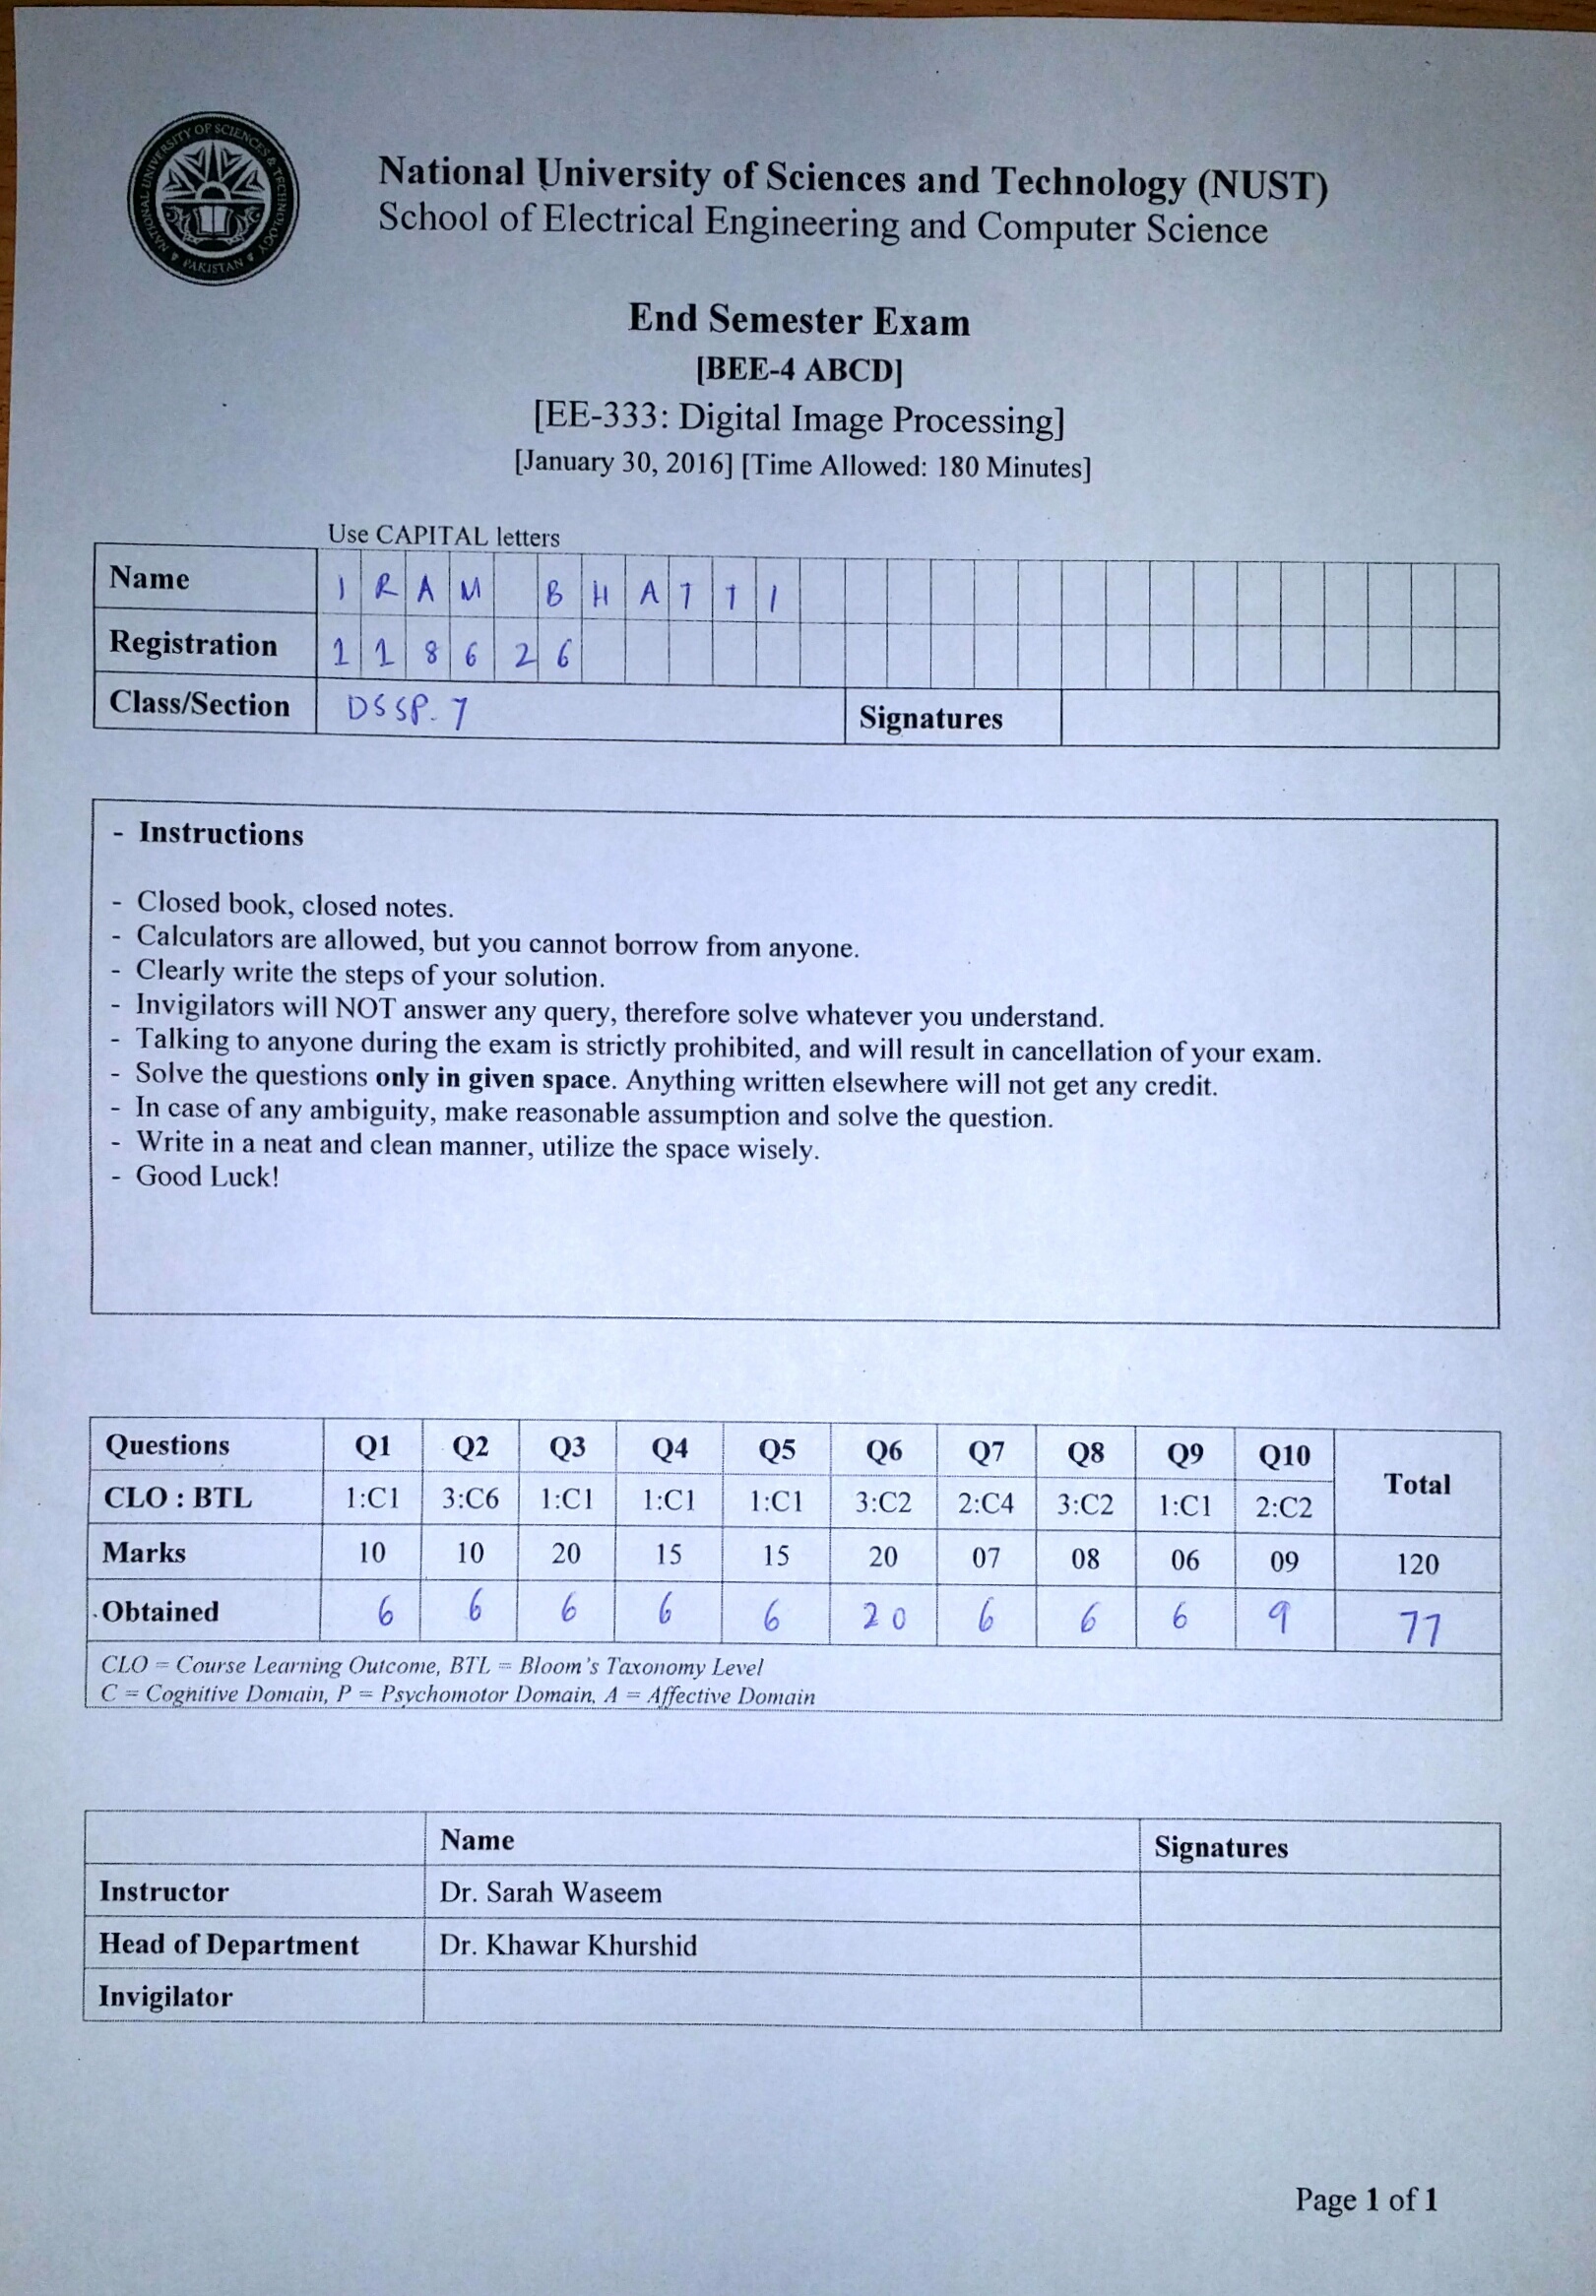 NATIONAL UNIVERSITY OF SCIENCES & TECHNOLOGY
PAKISTAN
National University of Sciences and Technology (NUST)
School of Electrical Engineering and Computer Science
End Semester Exam
[BEE-4 ABCD]
[EE-333: Digital Image Processing]
[January 30, 2016] [Time Allowed: 180 Minutes]
Use CAPITAL letters
Name IRAM BHATTI
Registration 118626
Class/Section DSSP-7 Signatures
- Instructions
- Closed book, closed notes.
- Calculators are allowed, but you cannot borrow from anyone.
- Clearly write the steps of your solution.
- Invigilators will NOT answer any query, therefore solve whatever you understand.
- Talking to anyone during the exam is strictly prohibited, and will result in cancellation of your exam.
- Solve the questions only in given space. Anything written elsewhere will not get any credit.
- In case of any ambiguity, make reasonable assumption and solve the question.
- Write in a neat and clean manner, utilize the space wisely.
- Good Luck!
Questions Q1 Q2 Q3 Q4 Q5 Q6 Q7 Q8 Q9 Q10 Total
CLO : BTL 1:C1 3:C6 1:C1 1:C1 1:C1 3:C2 2:C4 3:C2 1:C1 2:C2
Marks 10 10 20 15 15 20 07 08 06 09 120
Obtained 6 6 6 6 6 20 6 6 6 9 77
CLO = Course Learning Outcome, BTL = Bloom's Taxonomy Level
C = Cognitive Domain, P = Psychomotor Domain, A = Affective Domain
Name Signatures
Instructor Dr. Sarah Waseem
Head of Department Dr. Khawar Khurshid
Invigilator
Page 1 of 1